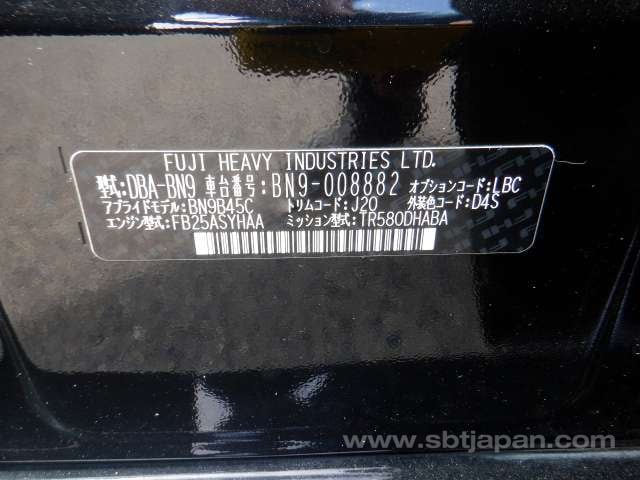 FUJI HEAVY INDUSTRIES LTD.
型式:DBA-BN9 車台番号:BN9-008882 オプションコード:LBC
アプライドモデル:BN9B45C トリムコード:J20 外装色コード:D4S
エンジン型式:FB25ASYHAA ミッション型式:TR580DHABA
www.sbtjapan.com